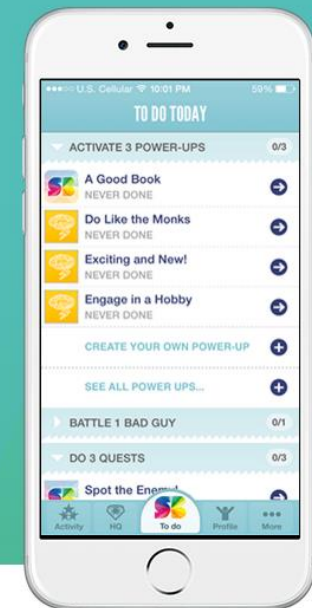 U.S. Cellular 10:01 PM 59%
TO DO TODAY
ACTIVATE 3 POWER-UPS 0/3
A Good Book
NEVER DONE
Do Like the Monks
NEVER DONE
Exciting and New!
NEVER DONE
Engage in a Hobby
NEVER DONE
CREATE YOUR OWN POWER-UP
SEE ALL POWER UPS...
BATTLE 1 BAD GUY 0/1
DO 3 QUESTS 0/3
Spot the Enemy!
Activity HQ To do Profile More